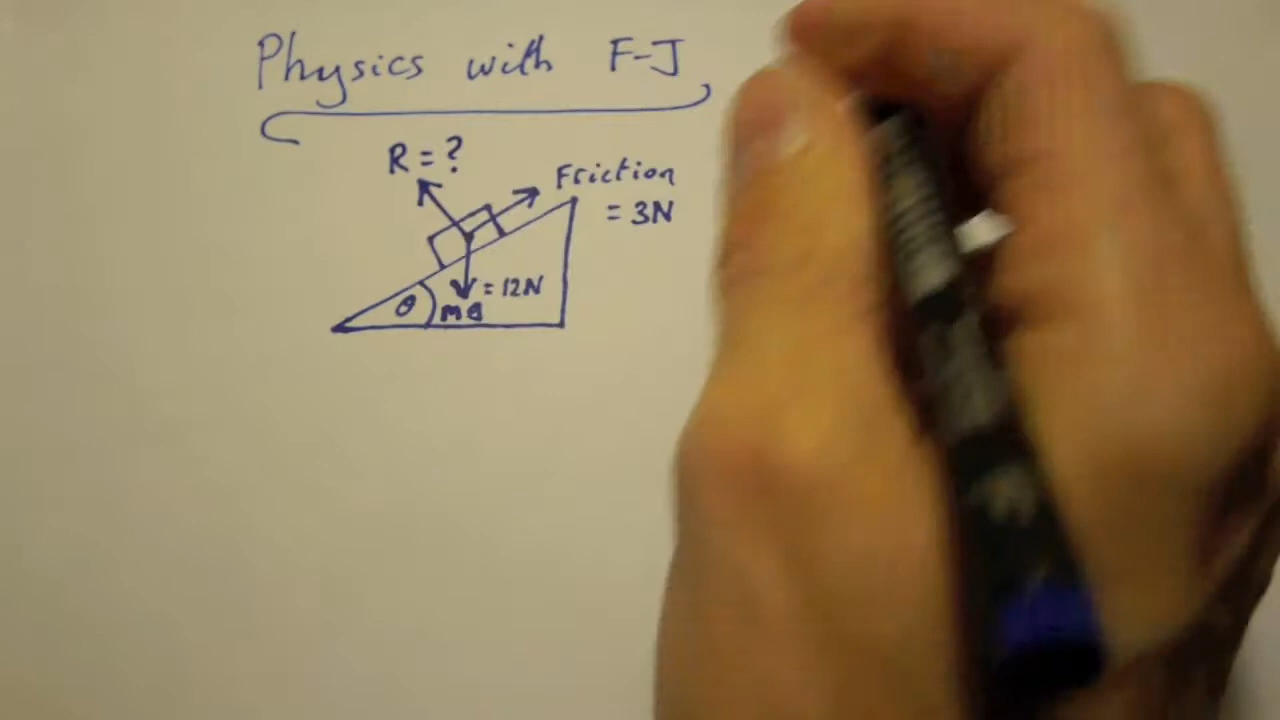 Physics with F-J
R = ?
Friction
= 3N
= 12N
θ
mg